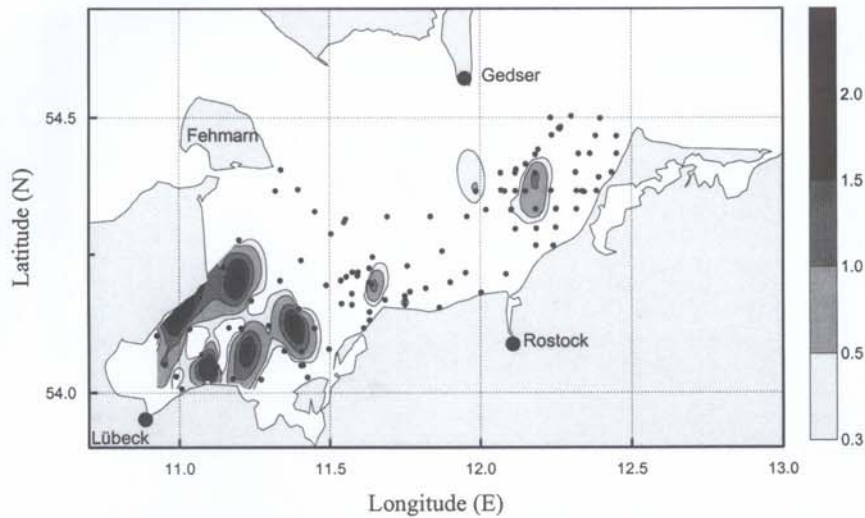 Gedser
2.0
54.5
Fehmarn
1.5
Latitude (N)
1.0
0.5
Rostock
54.0
Lübeck
0.3
11.0 11.5 12.0 12.5 13.0
Longitude (E)